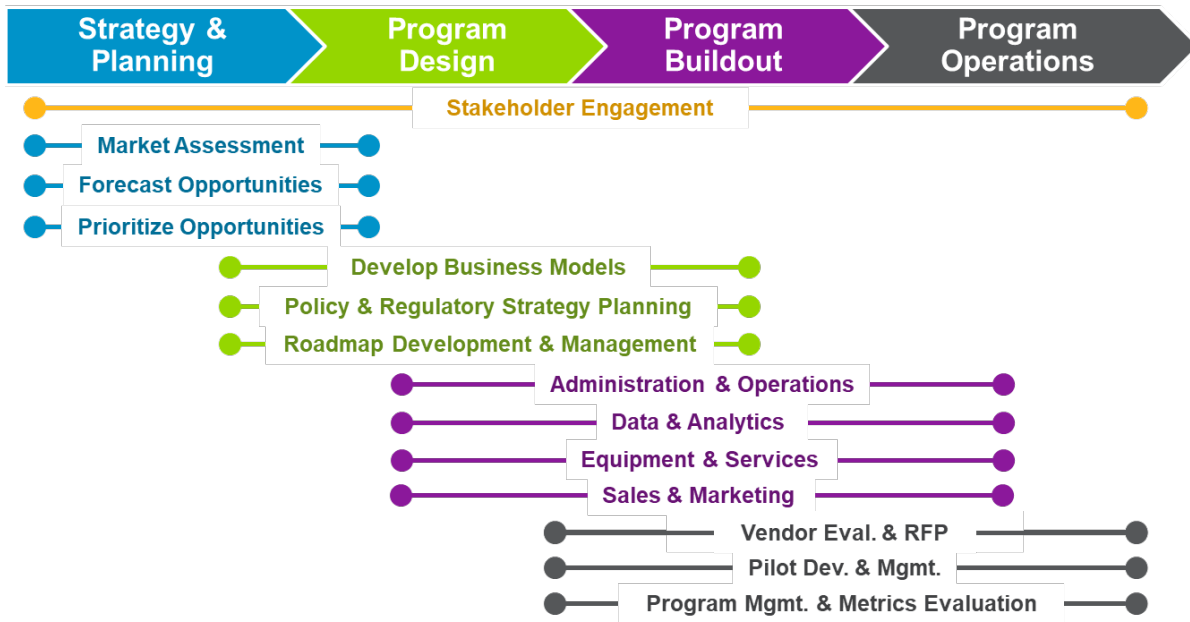 Strategy &
Planning
Program
Design
Program
Buildout
Program
Operations
Stakeholder Engagement
Market Assessment
Forecast Opportunities
Prioritize Opportunities
Develop Business Models
Policy & Regulatory Strategy Planning
Roadmap Development & Management
Administration & Operations
Data & Analytics
Equipment & Services
Sales & Marketing
Vendor Eval. & RFP
Pilot Dev. & Mgmt.
Program Mgmt. & Metrics Evaluation